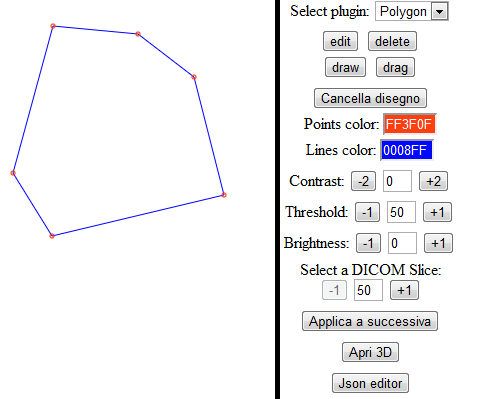 Select plugin: Polygon
edit delete
draw drag
Cancella disegno
Points color: FF3F0F
Lines color: 0008FF
Contrast: -2 0 +2
Threshold: -1 50 +1
Brightness: -1 0 +1
Select a DICOM Slice:
-1 50 +1
Applica a successiva
Apri 3D
Json editor